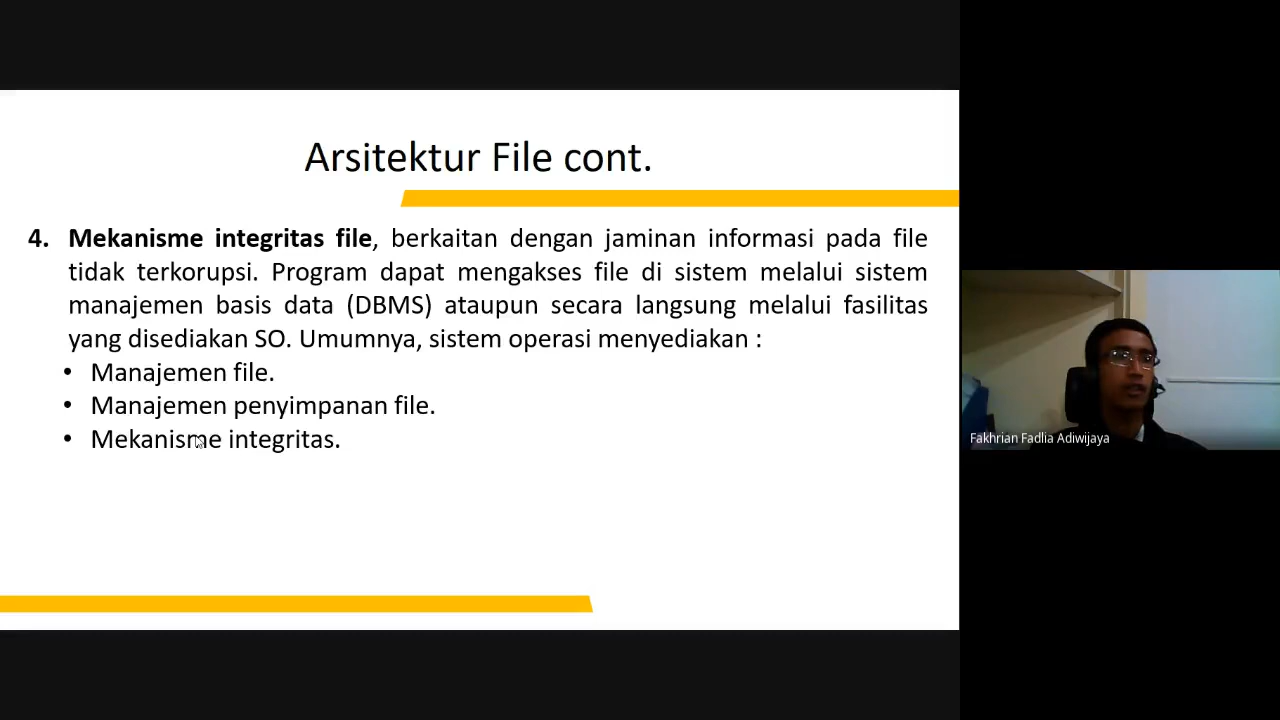 Arsitektur File cont.
4. Mekanisme integritas file, berkaitan dengan jaminan informasi pada file
tidak terkorupsi. Program dapat mengakses file di sistem melalui sistem
manajemen basis data (DBMS) ataupun secara langsung melalui fasilitas
yang disediakan SO. Umumnya, sistem operasi menyediakan :
• Manajemen file.
• Manajemen penyimpanan file.
• Mekanisme integritas.
Fakhrian Fadlia Adiwijaya